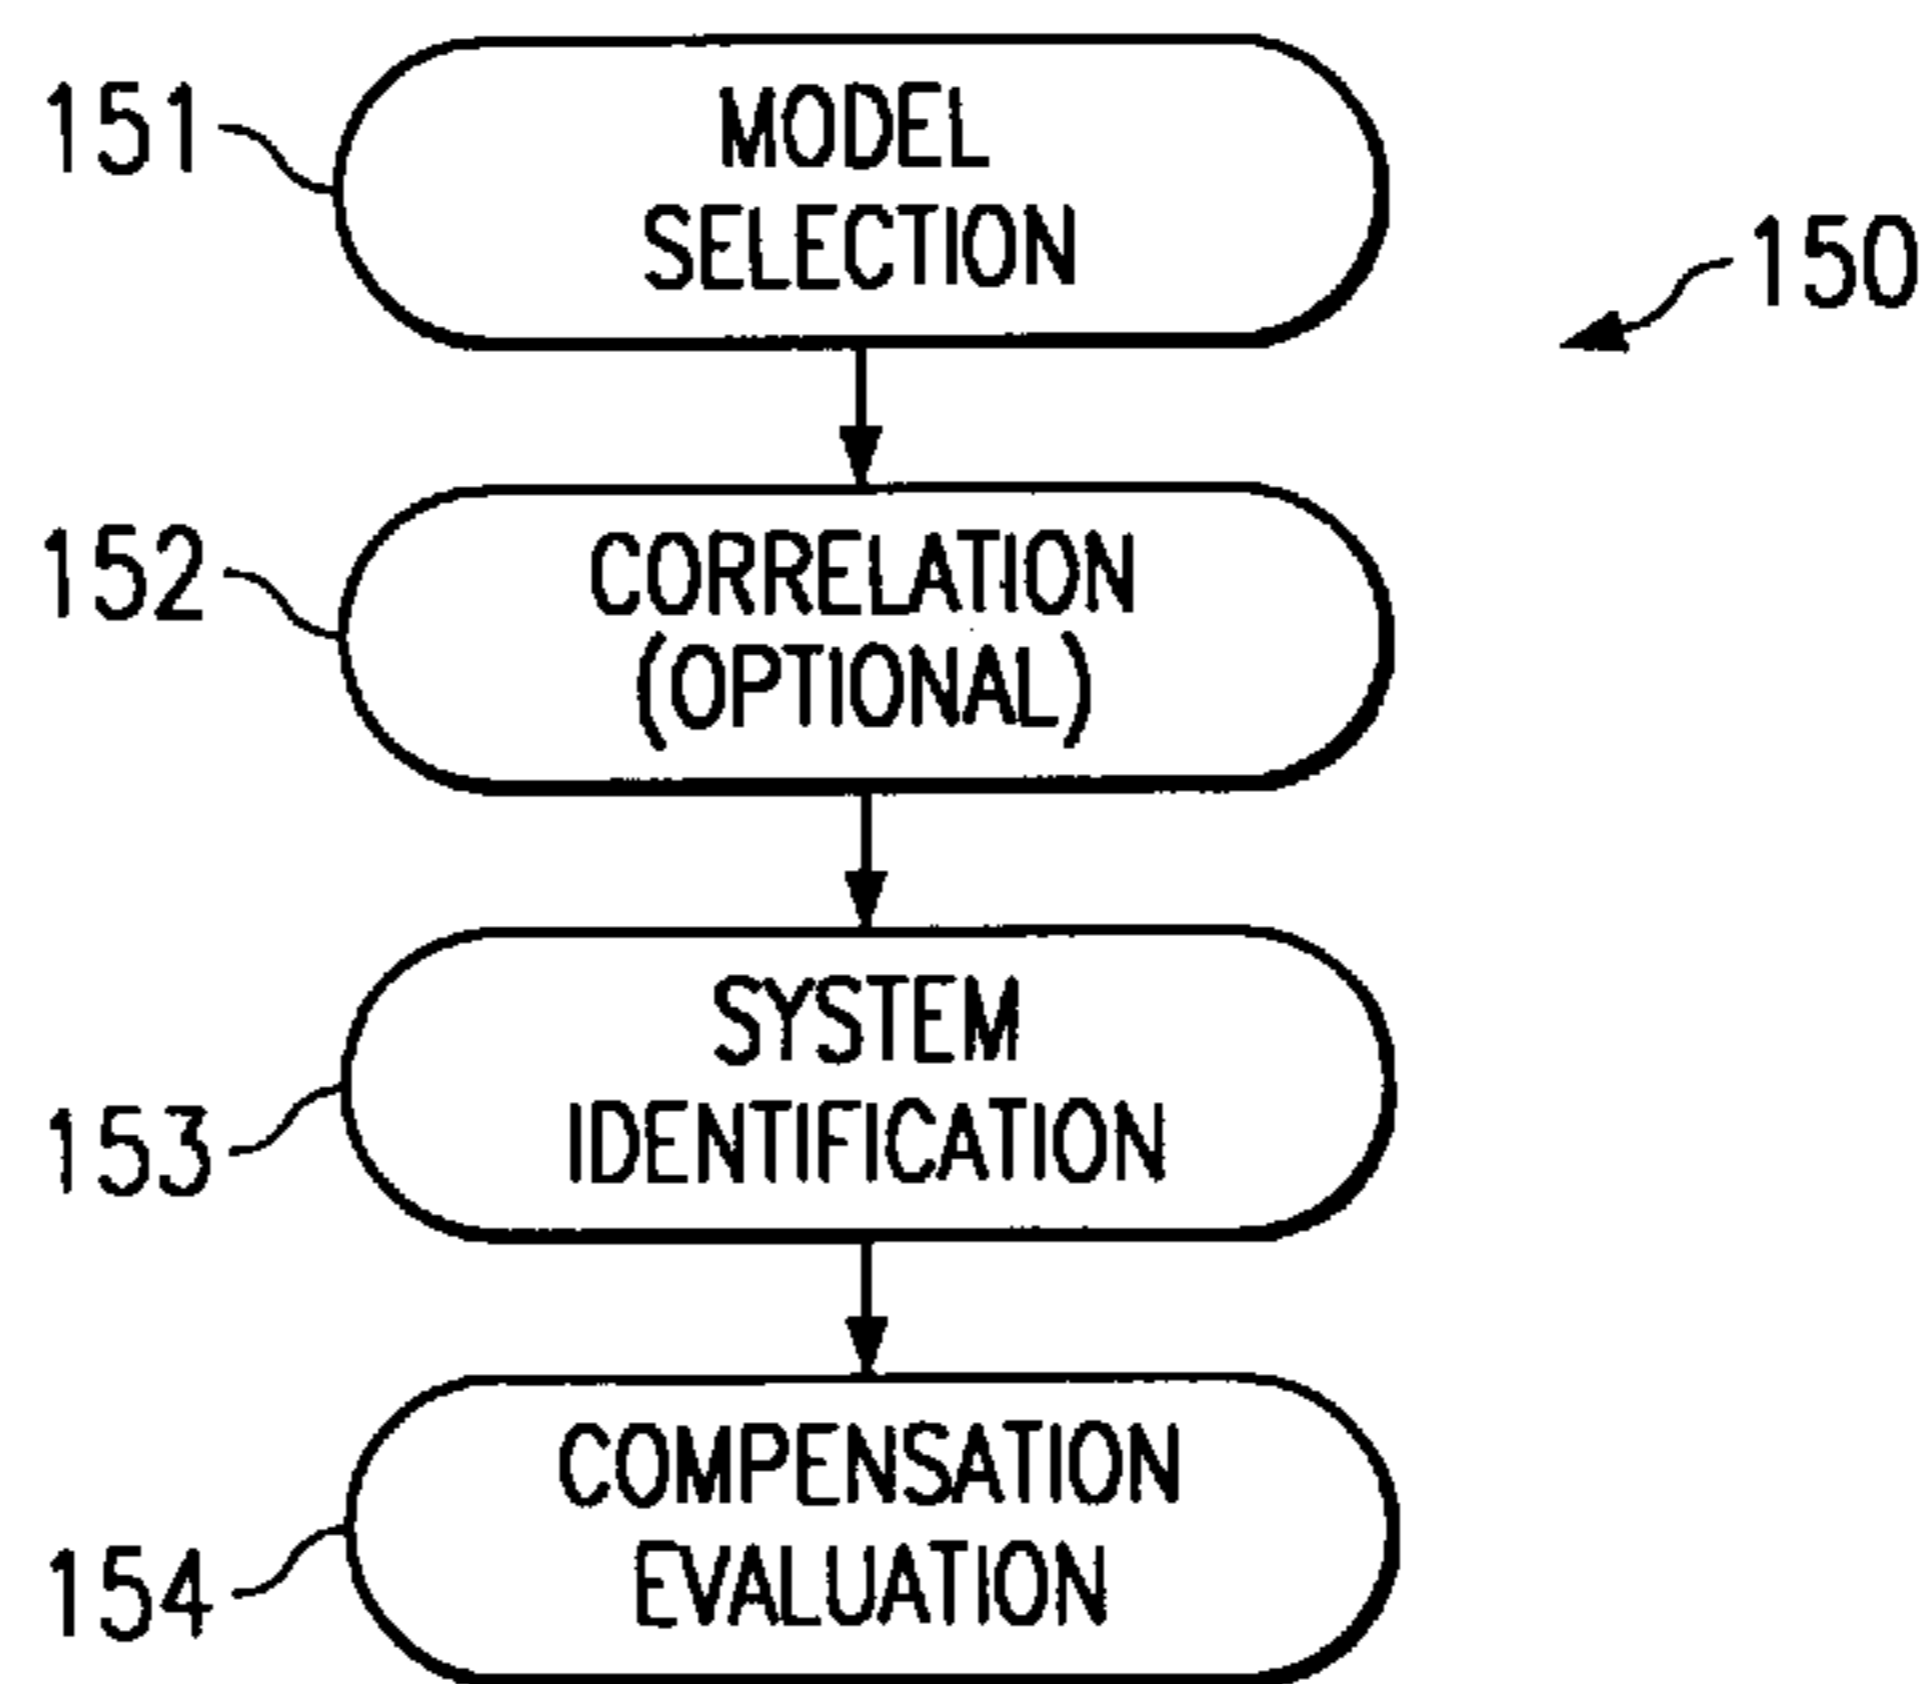 151
MODEL
SELECTION
150
152
CORRELATION
(OPTIONAL)
SYSTEM
IDENTIFICATION
153
COMPENSATION
EVALUATION
154